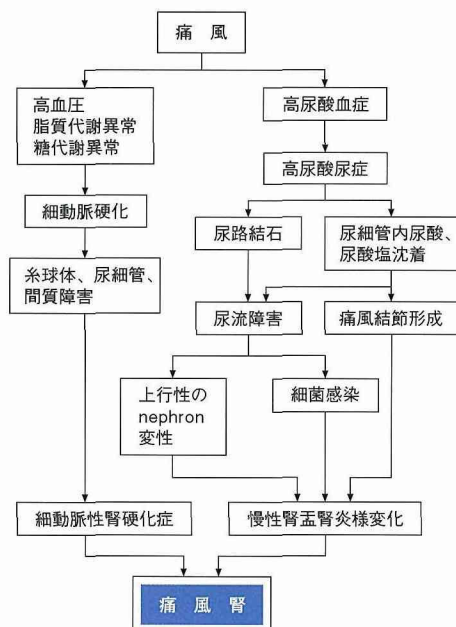 痛 風
高血圧
脂質代謝異常
糖代謝異常
高尿酸血症
高尿酸尿症
細動脈硬化
尿路結石
尿細管内尿酸、
尿酸塩沈着
糸球体、尿細管、
間質障害
尿流障害
痛風結節形成
上行性の
nephron
変性
細菌感染
細動脈性腎硬化症
慢性腎盂腎炎様変化
痛 風 腎